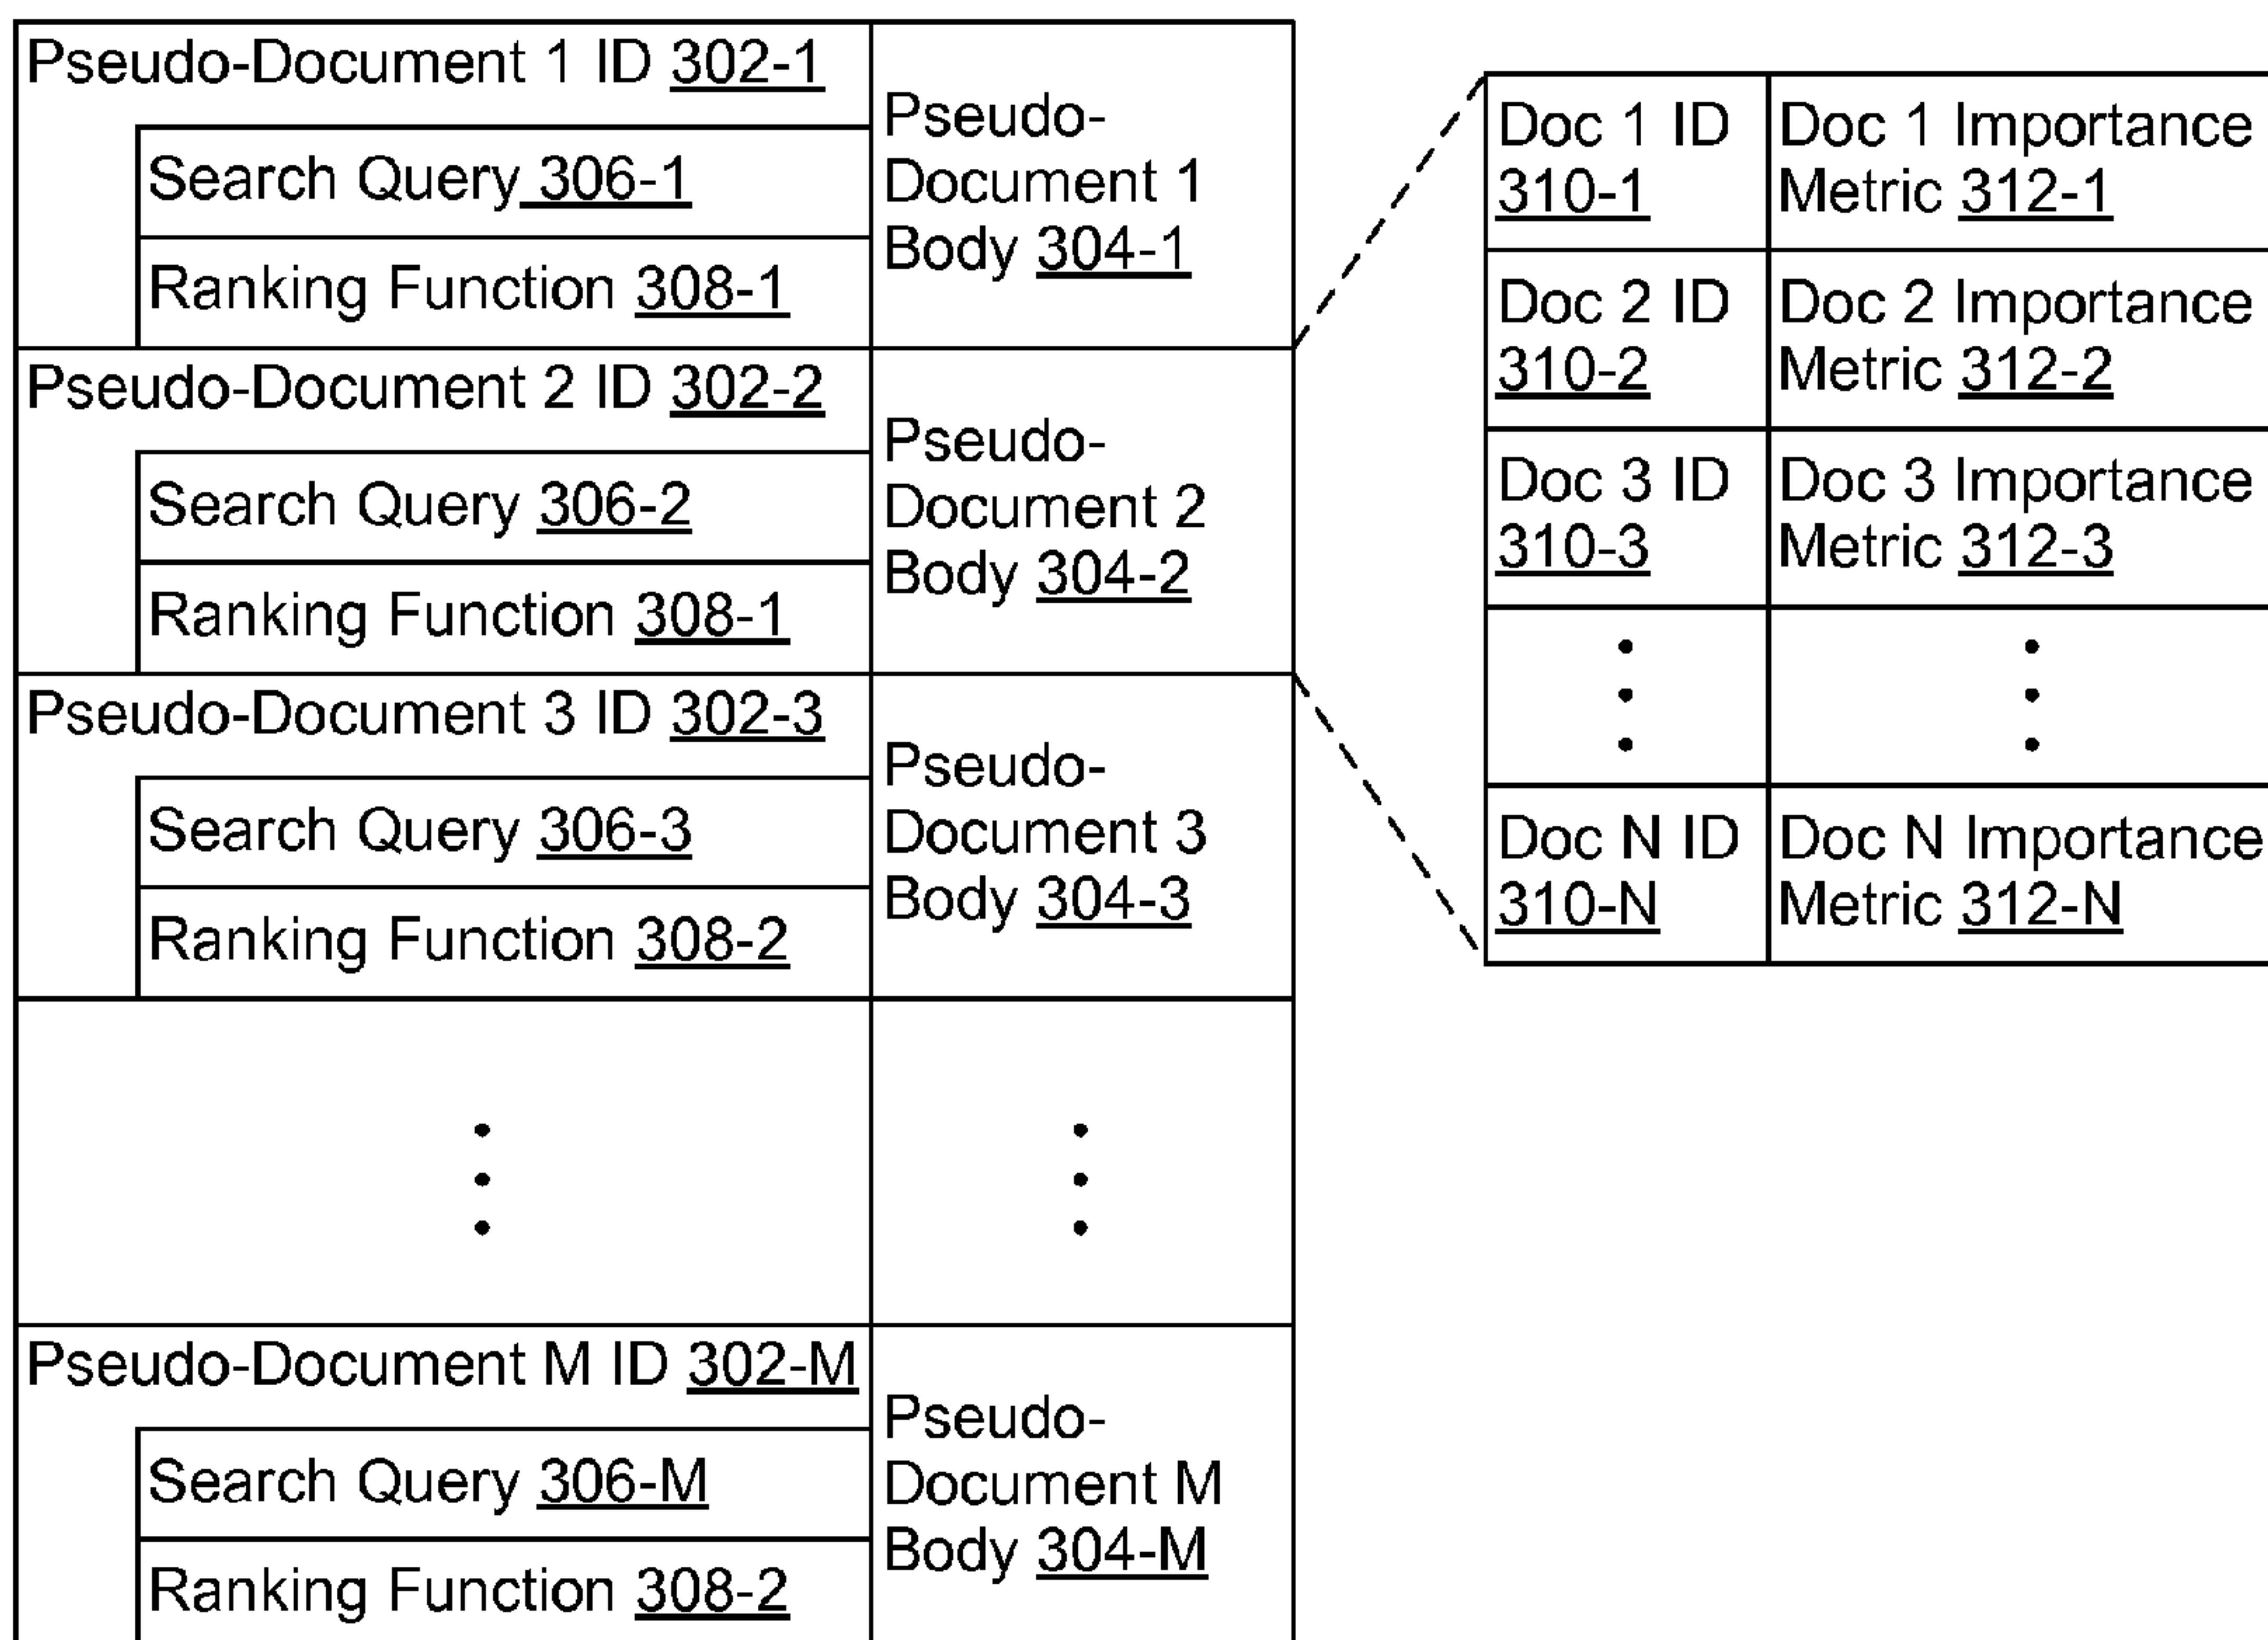 Pseudo-Document 1 ID 302-1
Search Query 306-1
Ranking Function 308-1
Pseudo-
Document 1
Body 304-1
Pseudo-Document 2 ID 302-2
Search Query 306-2
Ranking Function 308-1
Pseudo-
Document 2
Body 304-2
Pseudo-Document 3 ID 302-3
Search Query 306-3
Ranking Function 308-2
Pseudo-
Document 3
Body 304-3
Pseudo-Document M ID 302-M
Search Query 306-M
Ranking Function 308-2
Pseudo-
Document M
Body 304-M
Doc 1 ID
310-1
Doc 1 Importance
Metric 312-1
Doc 2 ID
310-2
Doc 2 Importance
Metric 312-2
Doc 3 ID
310-3
Doc 3 Importance
Metric 312-3
Doc N ID
310-N
Doc N Importance
Metric 312-N